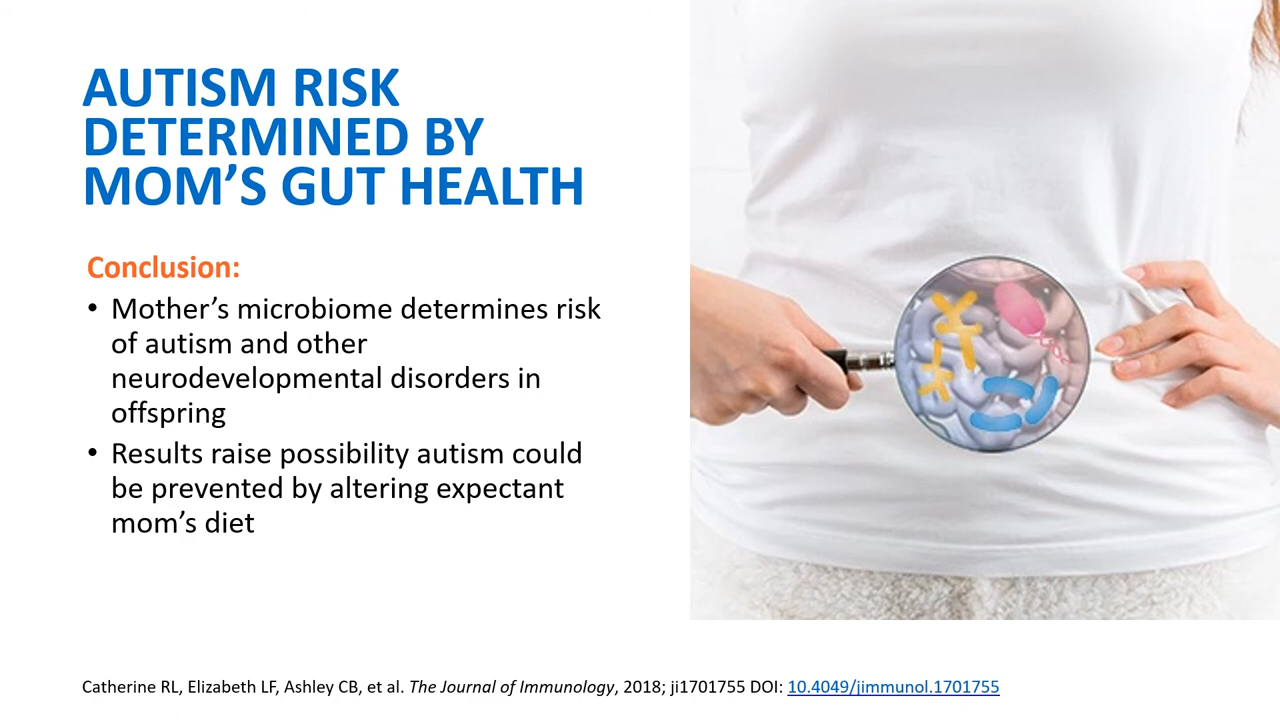 AUTISM RISK
DETERMINED BY
MOM’S GUT HEALTH
Conclusion:
• Mother’s microbiome determines risk
of autism and other
neurodevelopmental disorders in
offspring
• Results raise possibility autism could
be prevented by altering expectant
mom’s diet
Catherine RL, Elizabeth LF, Ashley CB, et al. The Journal of Immunology, 2018; ji1701755 DOI: 10.4049/jimmunol.1701755